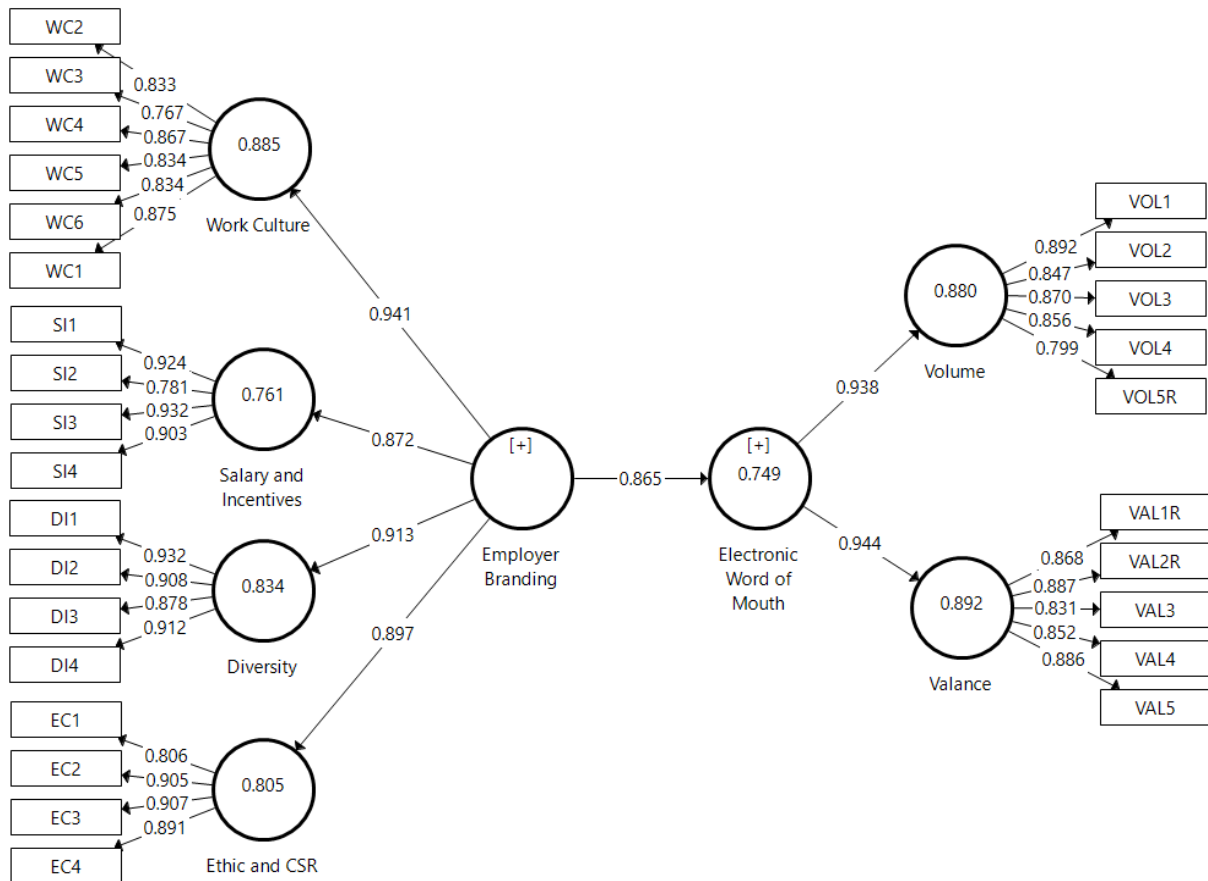 WC2
WC3
WC4
WC5
WC6
WC1
0.833
0.767
0.867
0.834
0.834
0.875
0.885
Work Culture
SI1
SI2
SI3
SI4
0.924
0.781
0.932
0.903
0.761
Salary and
Incentives
DI1
DI2
DI3
DI4
0.932
0.908
0.878
0.912
0.834
Diversity
EC1
EC2
EC3
EC4
0.806
0.905
0.907
0.891
0.805
Ethic and CSR
0.941
0.872
0.913
0.897
[+]
Employer
Branding
0.865
[+]
0.749
Electronic
Word of
Mouth
0.938
0.944
0.880
Volume
0.892
0.847
0.870
0.856
0.799
VOL1
VOL2
VOL3
VOL4
VOL5R
0.892
Valance
0.868
0.887
0.831
0.852
0.886
VAL1R
VAL2R
VAL3
VAL4
VAL5